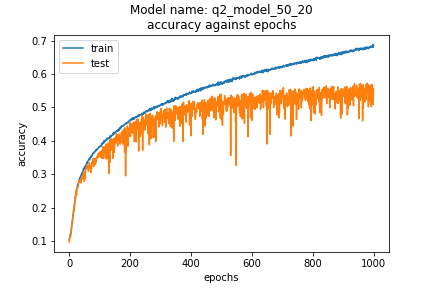 Model name: q2_model_50_20
accuracy against epochs
train
test
0.7
0.6
0.5
0.4
0.3
0.2
0.1
accuracy
0
200
400
600
800
1000
epochs